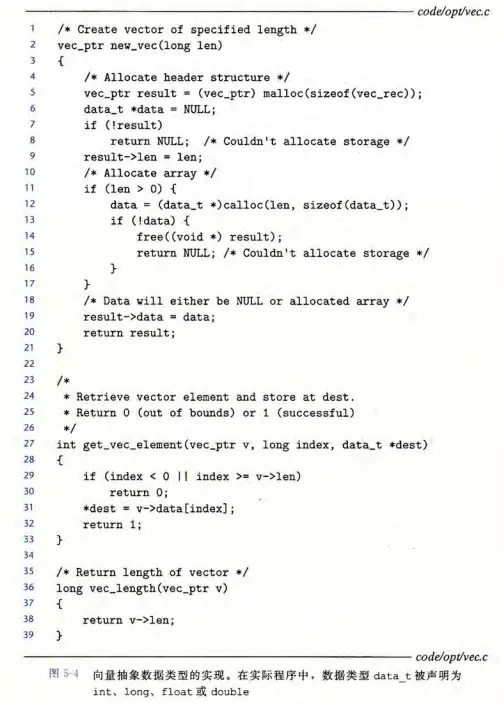 code/opt/vec.c
1 /* Create vector of specified length */
2 vec_ptr new_vec(long len)
3 {
4 /* Allocate header structure */
5 vec_ptr result = (vec_ptr) malloc(sizeof(vec_rec));
6 data_t *data = NULL;
7 if (!result)
8 return NULL; /* Couldn't allocate storage */
9 result->len = len;
10 /* Allocate array */
11 if (len > 0) {
12 data = (data_t *)calloc(len, sizeof(data_t));
13 if (!data) {
14 free((void *) result);
15 return NULL; /* Couldn't allocate storage */
16 }
17 }
18 /* Data will either be NULL or allocated array */
19 result->data = data;
20 return result;
21 }
22
23 /*
24 * Retrieve vector element and store at dest.
25 * Return 0 (out of bounds) or 1 (successful)
26 */
27 int get_vec_element(vec_ptr v, long index, data_t *dest)
28 {
29 if (index < 0 || index >= v->len)
30 return 0;
31 *dest = v->data[index];
32 return 1;
33 }
34
35 /* Return length of vector */
36 long vec_length(vec_ptr v)
37 {
38 return v->len;
39 }
code/opt/vec.c
图 5-4 向量抽象数据类型的实现。在实际程序中，数据类型 data_t 被声明为
int、long、float 或 double